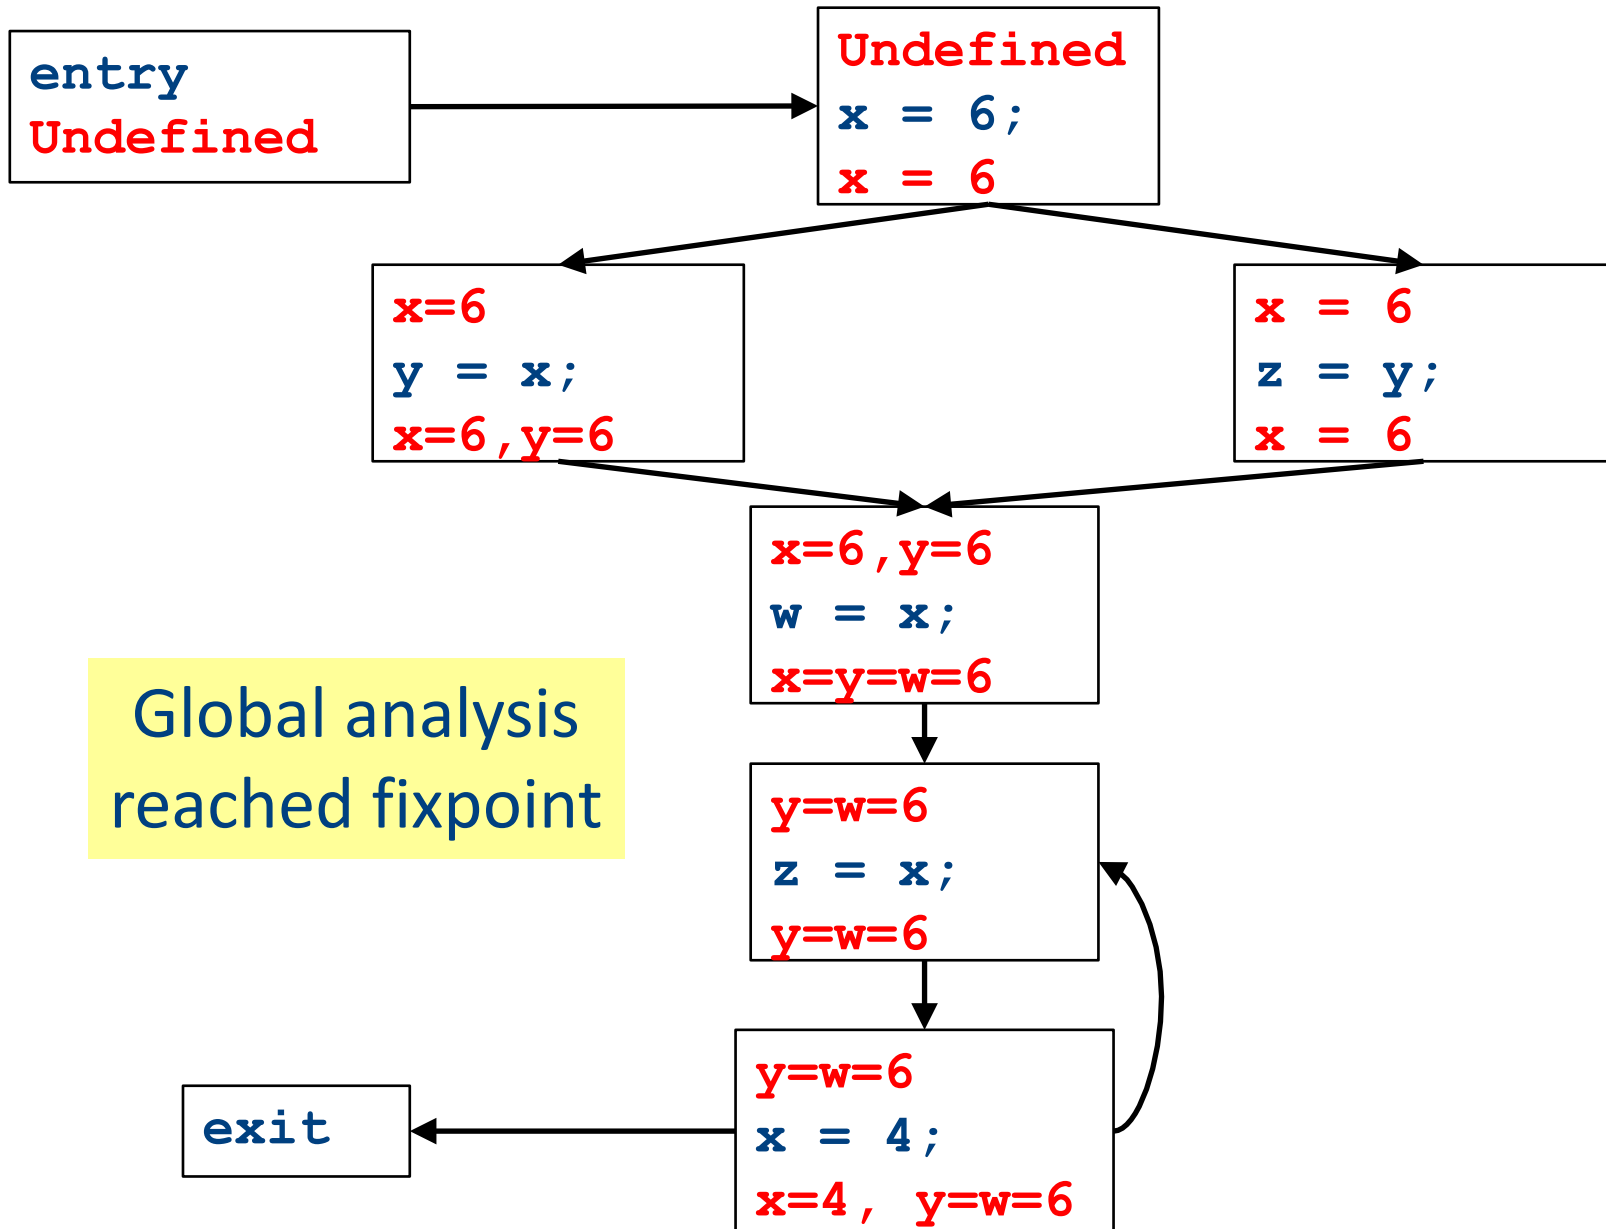 entry
Undefined
Undefined
x = 6;
x = 6
x=6
y = x;
x=6,y=6
x = 6
z = y;
x = 6
x=6,y=6
w = x;
x=y=w=6
Global analysis
reached fixpoint
y=w=6
z = x;
y=w=6
y=w=6
x = 4;
x=4, y=w=6
exit